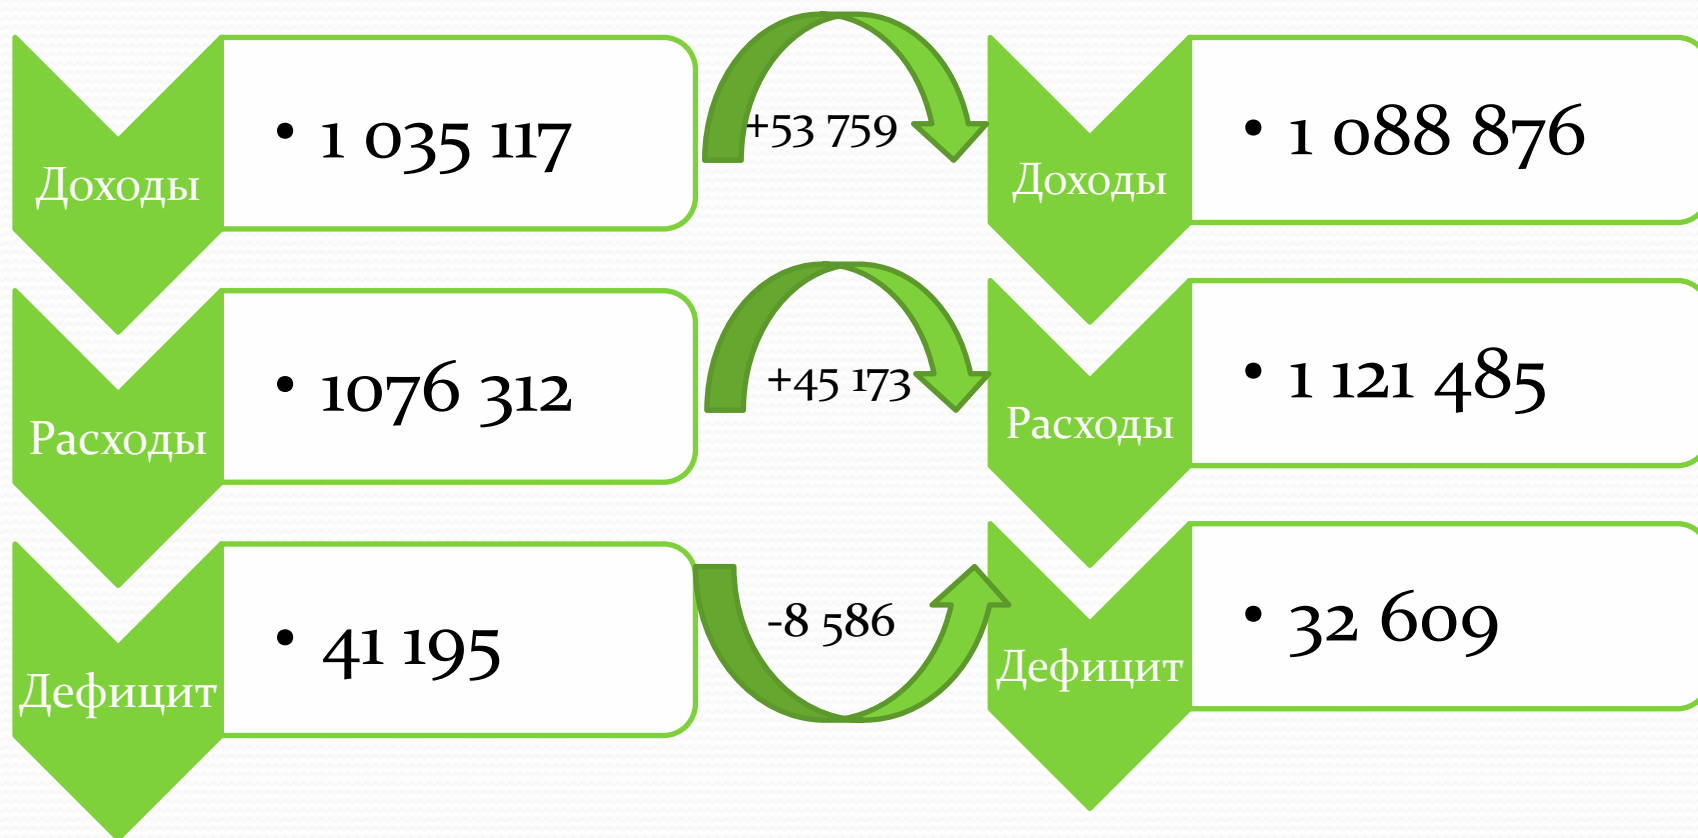 Доходы
• 1 035 117
+53 759
Доходы
• 1 088 876
Расходы
• 1076 312
+45 173
Расходы
• 1 121 485
Дефицит
• 41 195
-8 586
Дефицит
• 32 609